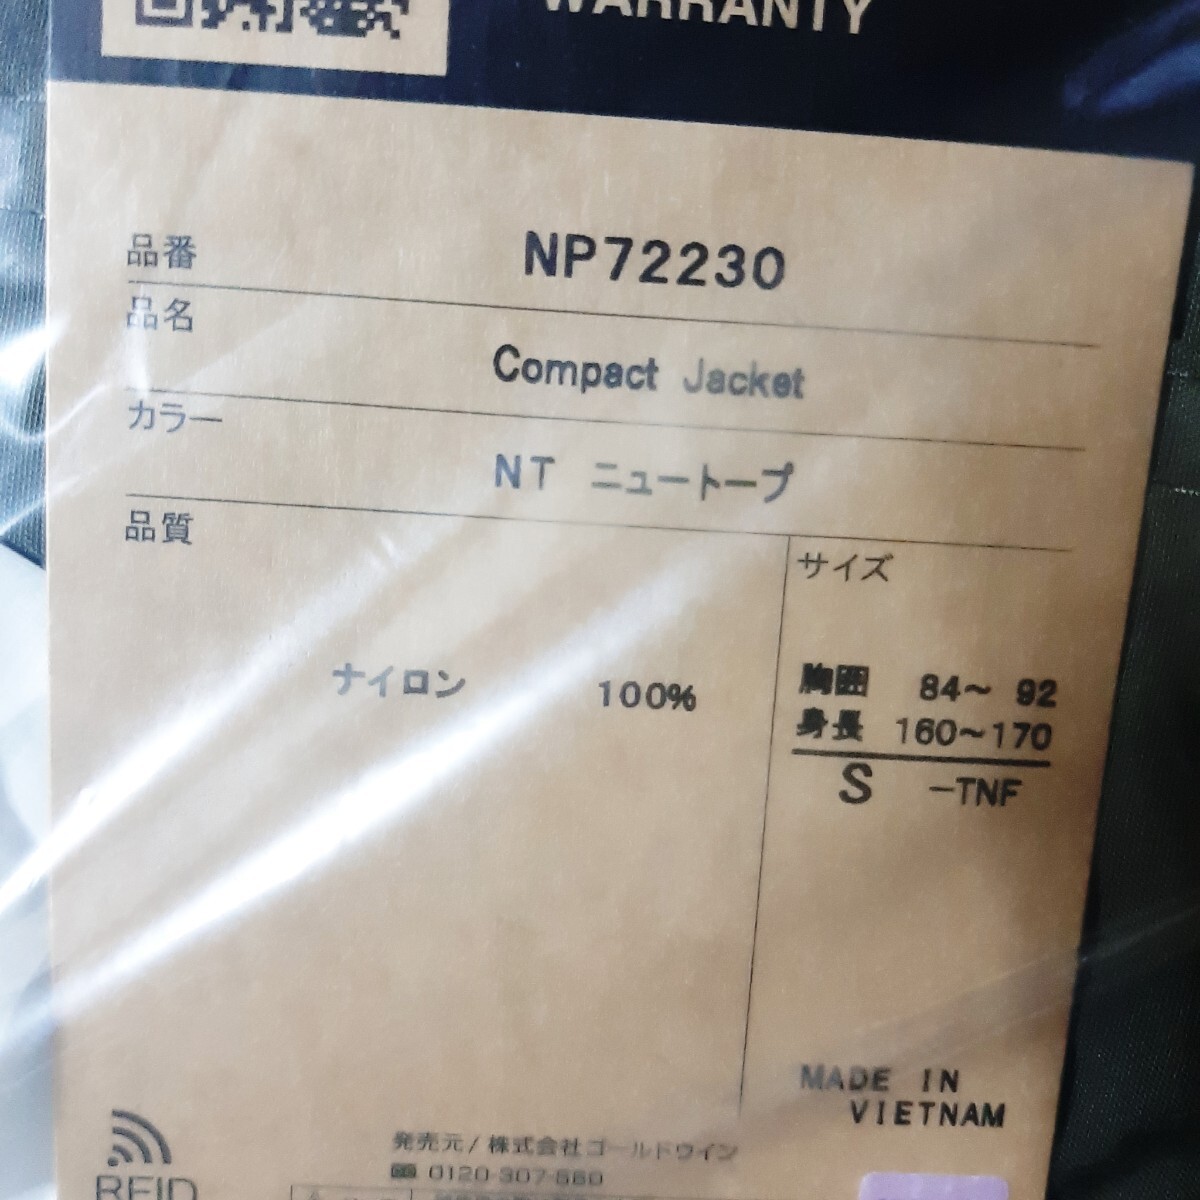 WARRANTY
品番 NP72230
品名
Compact Jacket
カラー
NT ニュートープ
品質
サイズ
ナイロン 100%
胸囲 84～ 92
身長 160～170
S -TNF
MADE IN
VIETNAM
発売元/株式会社ゴールドウイン
0120-307-560
RFID